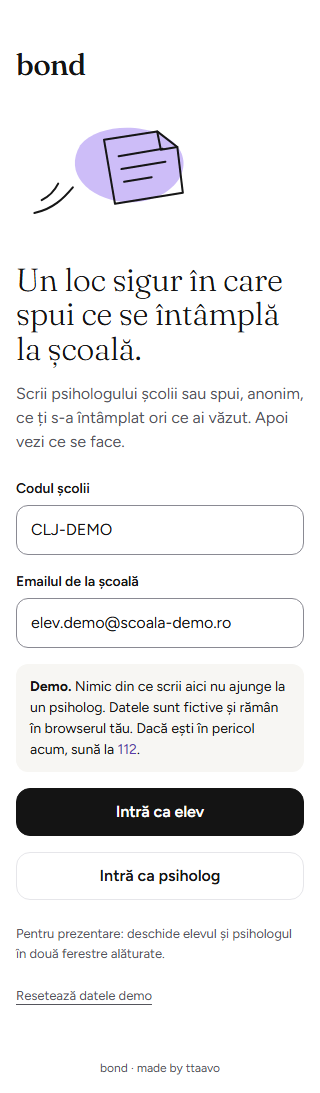 bond
Un loc sigur în care
spui ce se întâmplă
la școală.
Scrii psihologului școlii sau spui, anonim,
ce ți s-a întâmplat ori ce ai văzut. Apoi
vezi ce se face.
Codul școlii
CLJ-DEMO
Emailul de la școală
elev.demo@scoala-demo.ro
Demo. Nimic din ce scrii aici nu ajunge la
un psiholog. Datele sunt fictive și rămân
în browserul tău. Dacă ești în pericol
acum, sună la 112.
Intră ca elev
Intră ca psiholog
Pentru prezentare: deschide elevul și psihologul
în două ferestre alăturate.
Resetează datele demo
bond · made by ttaavo